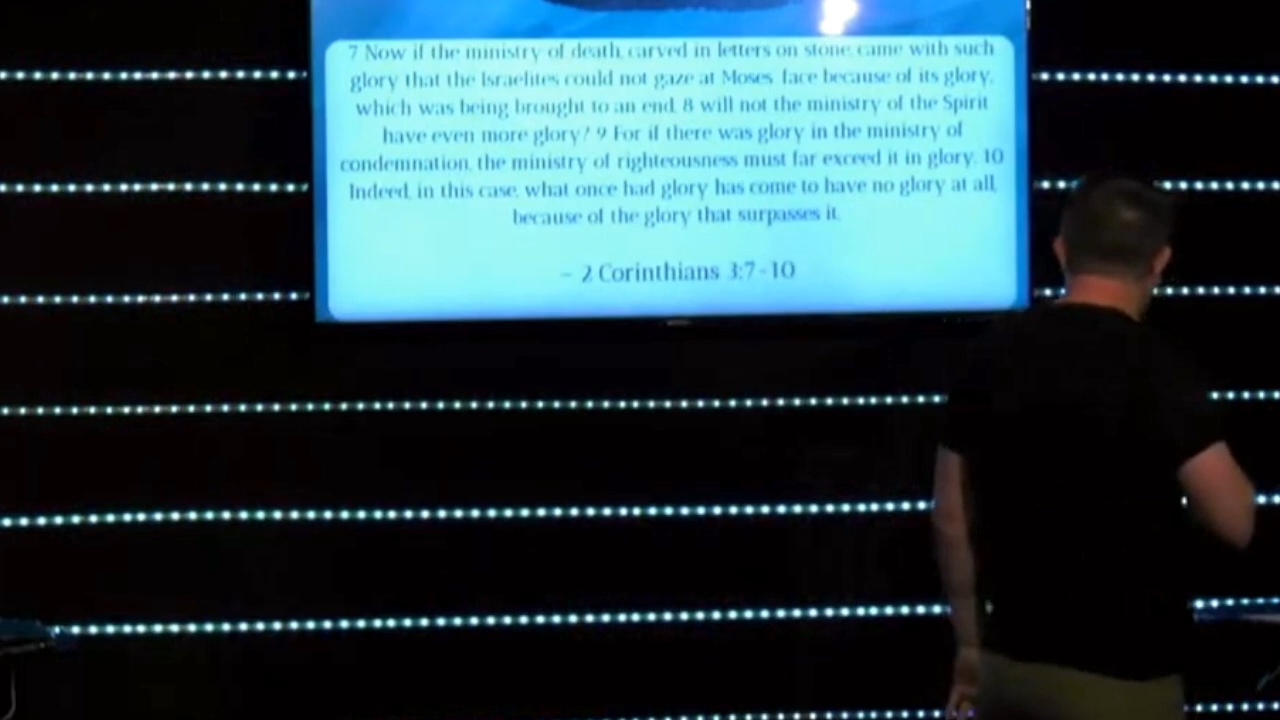 7 Now if the ministry of death, carved in letters on stone, came with such
glory that the Israelites could not gaze at Moses' face because of its glory,
which was being brought to an end, 8 will not the ministry of the Spirit
have even more glory? 9 For if there was glory in the ministry of
condemnation, the ministry of righteousness must far exceed it in glory. 10
Indeed, in this case, what once had glory has come to have no glory at all,
because of the glory that surpasses it.
- 2 Corinthians 3:7-10